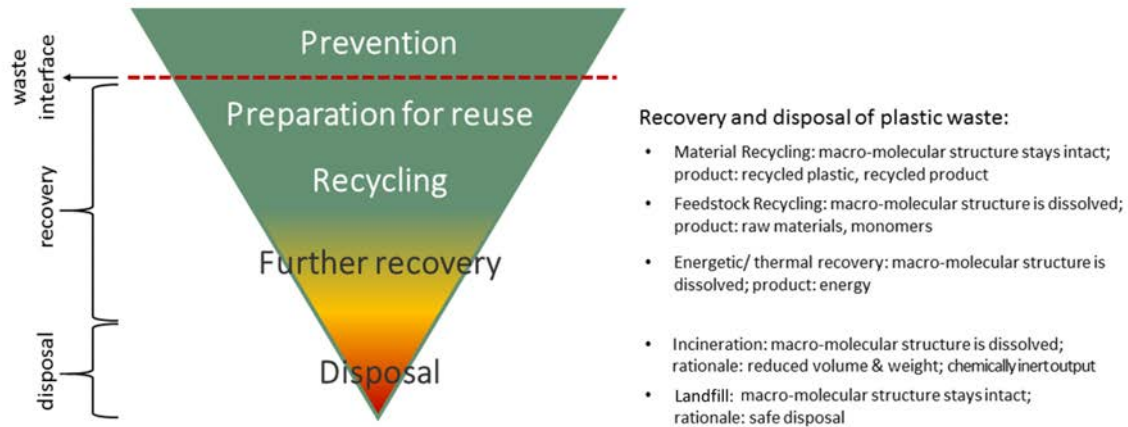 Prevention
waste
interface
Preparation for reuse
Recycling
recovery
Further recovery
disposal
Disposal
Recovery and disposal of plastic waste:
• Material Recycling: macro-molecular structure stays intact;
product: recycled plastic, recycled product
• Feedstock Recycling: macro-molecular structure is dissolved;
product: raw materials, monomers
• Energetic/ thermal recovery: macro-molecular structure is
dissolved; product: energy
• Incineration: macro-molecular structure is dissolved;
rationale: reduced volume & weight; chemically inert output
• Landfill: macro-molecular structure stays intact;
rationale: safe disposal